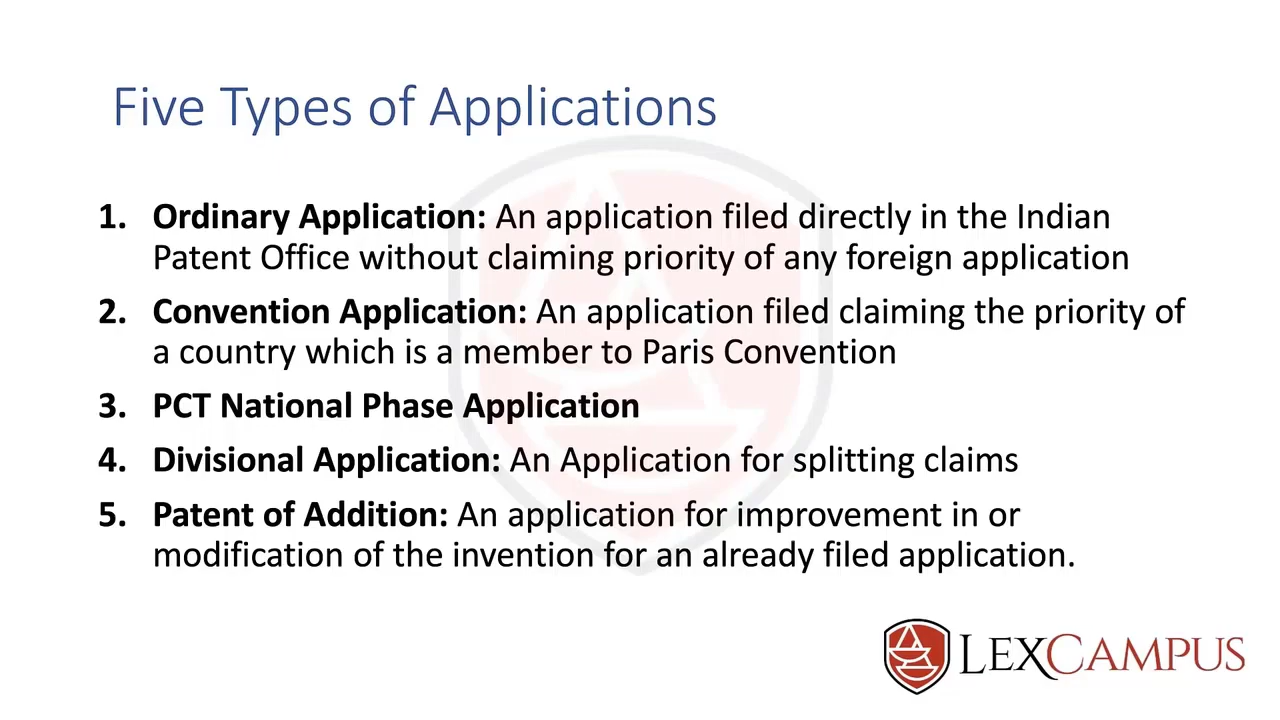 Five Types of Applications
1. Ordinary Application: An application filed directly in the Indian
Patent Office without claiming priority of any foreign application
2. Convention Application: An application filed claiming the priority of
a country which is a member to Paris Convention
3. PCT National Phase Application
4. Divisional Application: An Application for splitting claims
5. Patent of Addition: An application for improvement in or
modification of the invention for an already filed application.
LEXCAMPUS